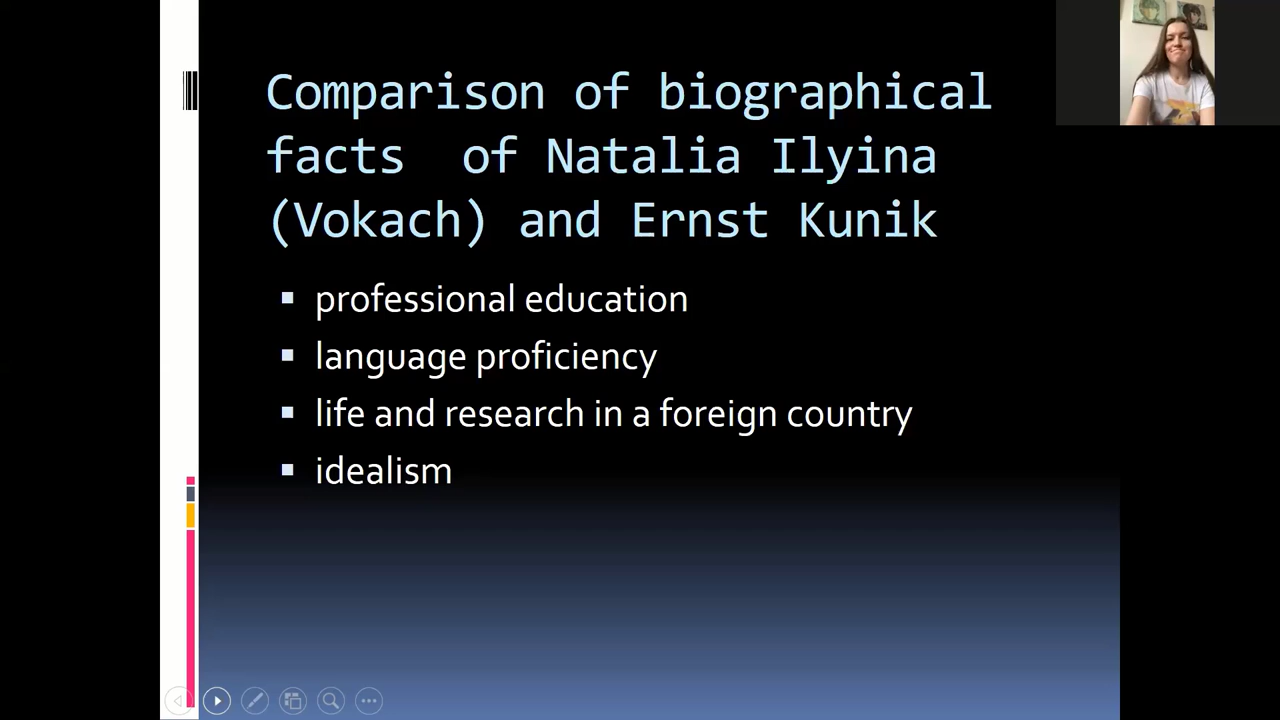 Comparison of biographical
facts of Natalia Ilyina
(Vokach) and Ernst Kunik
professional education
language proficiency
life and research in a foreign country
idealism